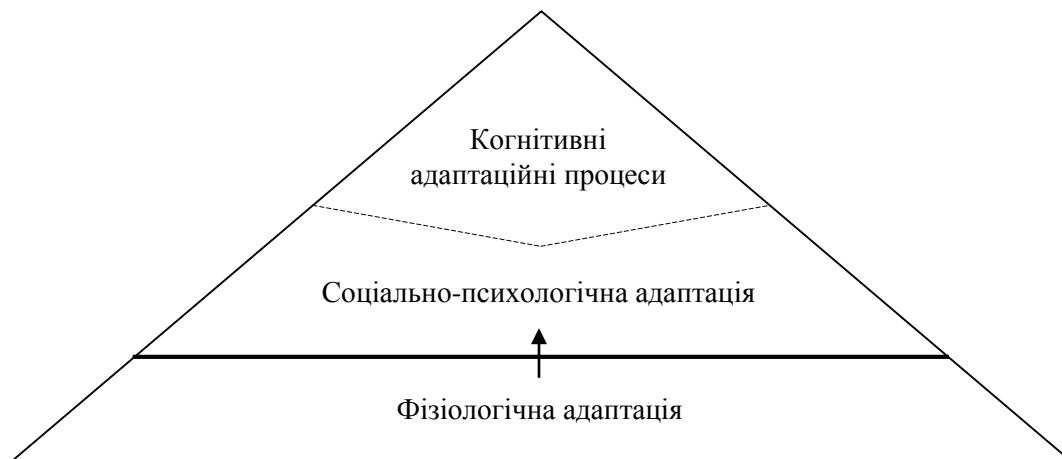 Когнітивні
адаптаційні процеси
Соціально-психологічна адаптація
Фізіологічна адаптація